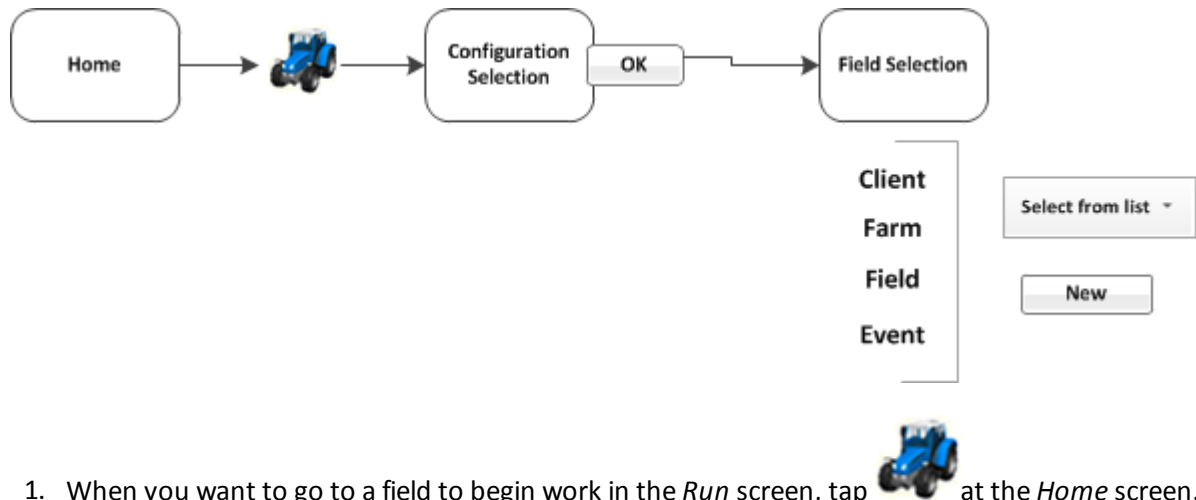 Home
Configuration
Selection
OK
Field Selection
Client
Farm
Field
Event
Select from list
New
1. When you want to go to a field to begin work in the Run screen, tap at the Home screen.